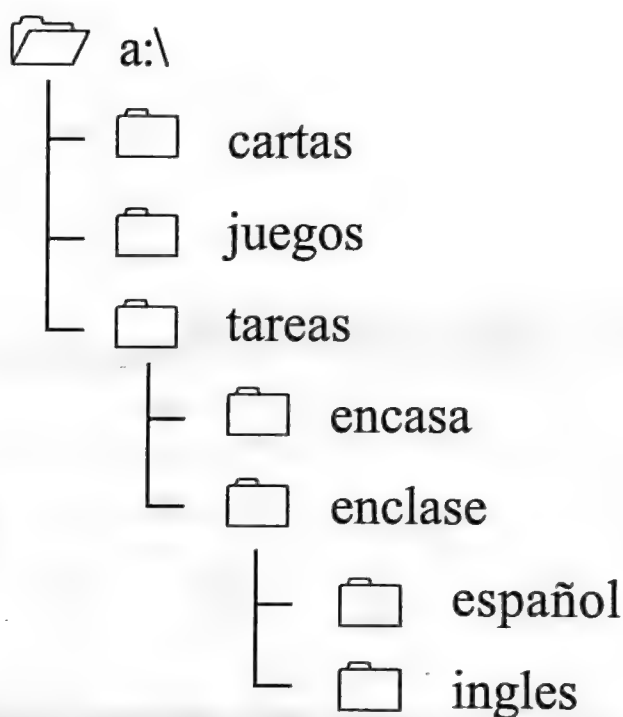 a:\
cartas
juegos
tareas
encasa
enclase
español
ingles